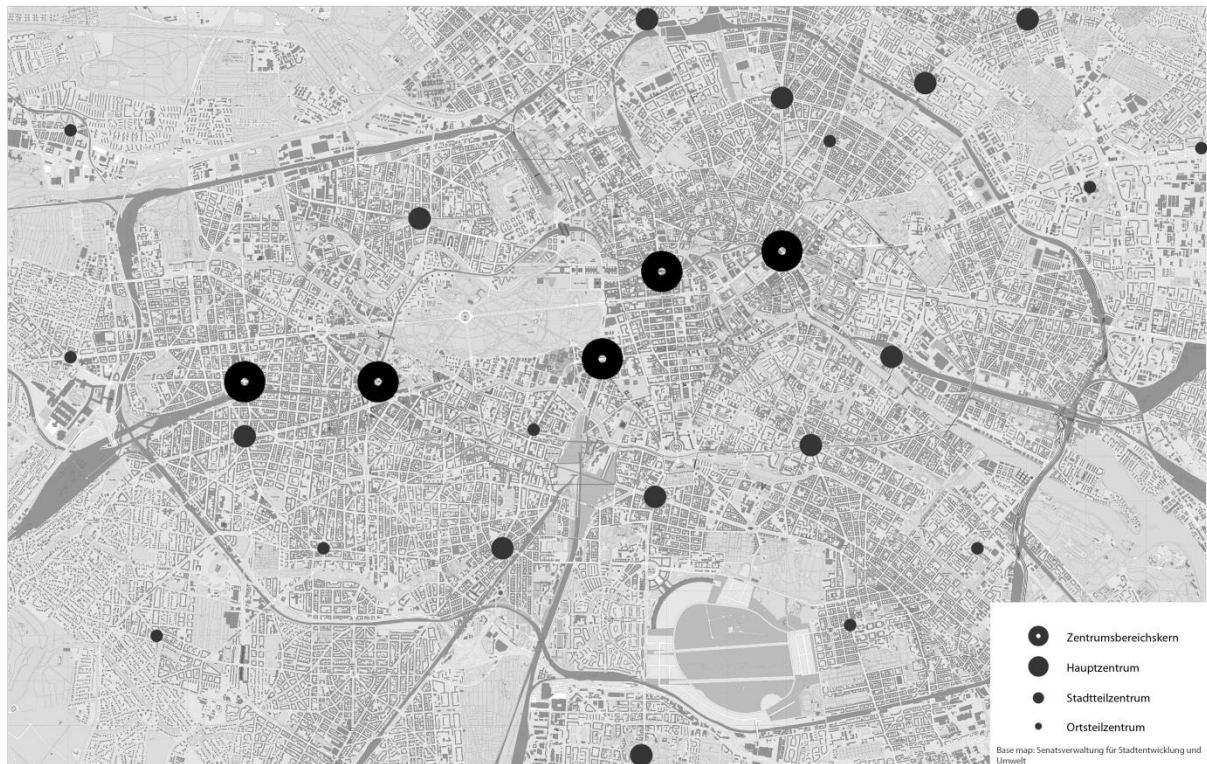 Zentrumsbereichskern
Hauptzentrum
Stadtteilzentrum
Ortsteilzentrum
Base map: Senatsverwaltung für Stadtentwicklung und
Umwelt